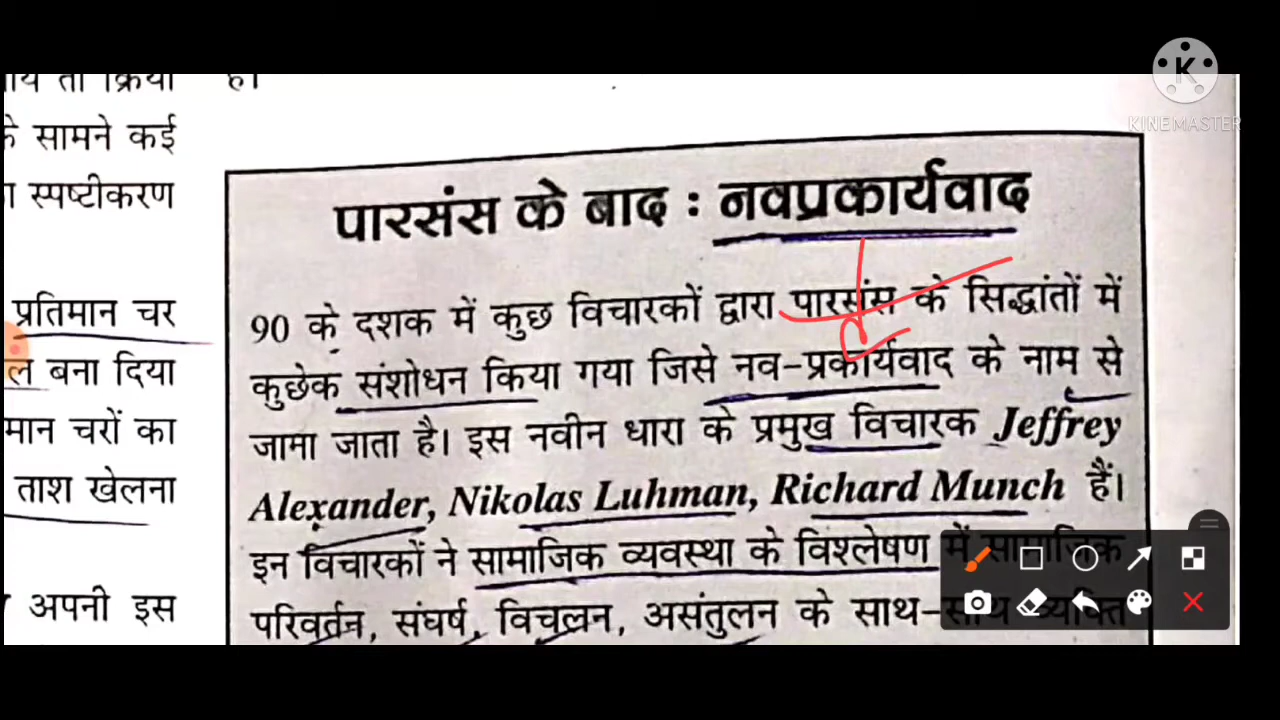 K
KINEMASTER
क्रिया
के सामने कई
स्पष्टीकरण
प्रतिमान चर
बना दिया
चरों का
ताश खेलना
अपनी इस
है।
पारसंस के बाद : नवप्रकार्यवाद
90 के दशक में कुछ विचारकों द्वारा पारसंस के सिद्धांतों में
कुछेक संशोधन किया गया जिसे नव-प्रकार्यवाद के नाम से
जामा जाता है। इस नवीन धारा के प्रमुख विचारक Jeffrey
Alexander, Nikolas Luhman, Richard Munch हैं।
इन विचारकों ने सामाजिक व्यवस्था के विश्लेषण में सामाजिक
परिवर्तन, संघर्ष, विचलन, असंतुलन के साथ-साथ व्यक्ति